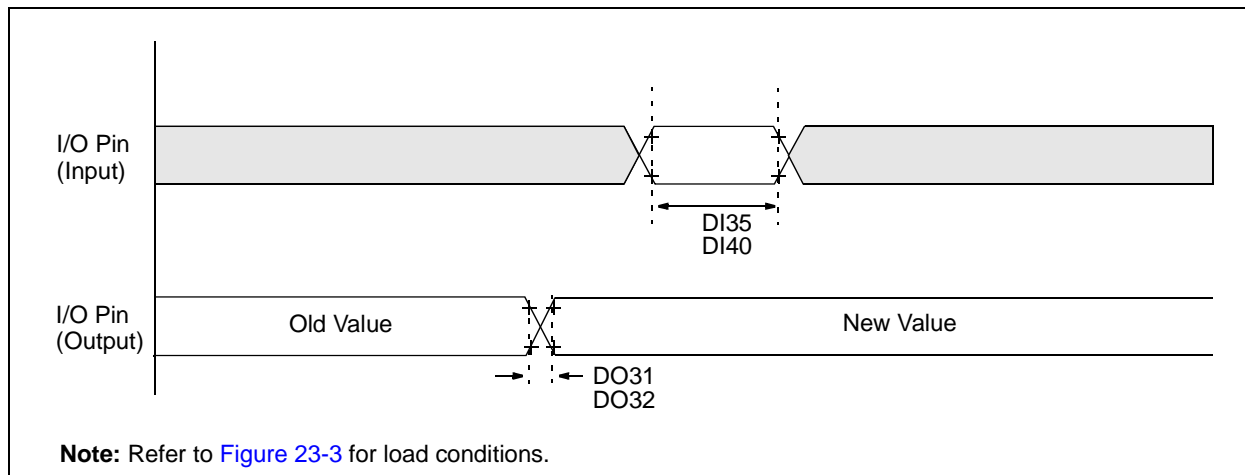 I/O Pin
(Input)
DI35
DI40
I/O Pin
(Output)
Old Value
New Value
DO31
DO32
Note: Refer to Figure 23-3 for load conditions.